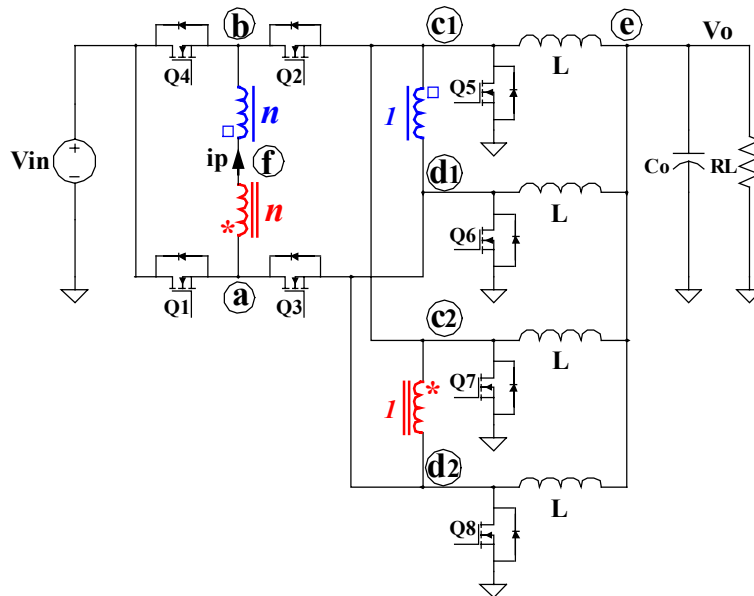 b c1 e Vo
Q4 Q2 Q5 L
n 1
Vin ip f d1 Co RL
n Q6 L
*
Q1 a Q3
c2
Q7 L
1 *
d2
Q8 L